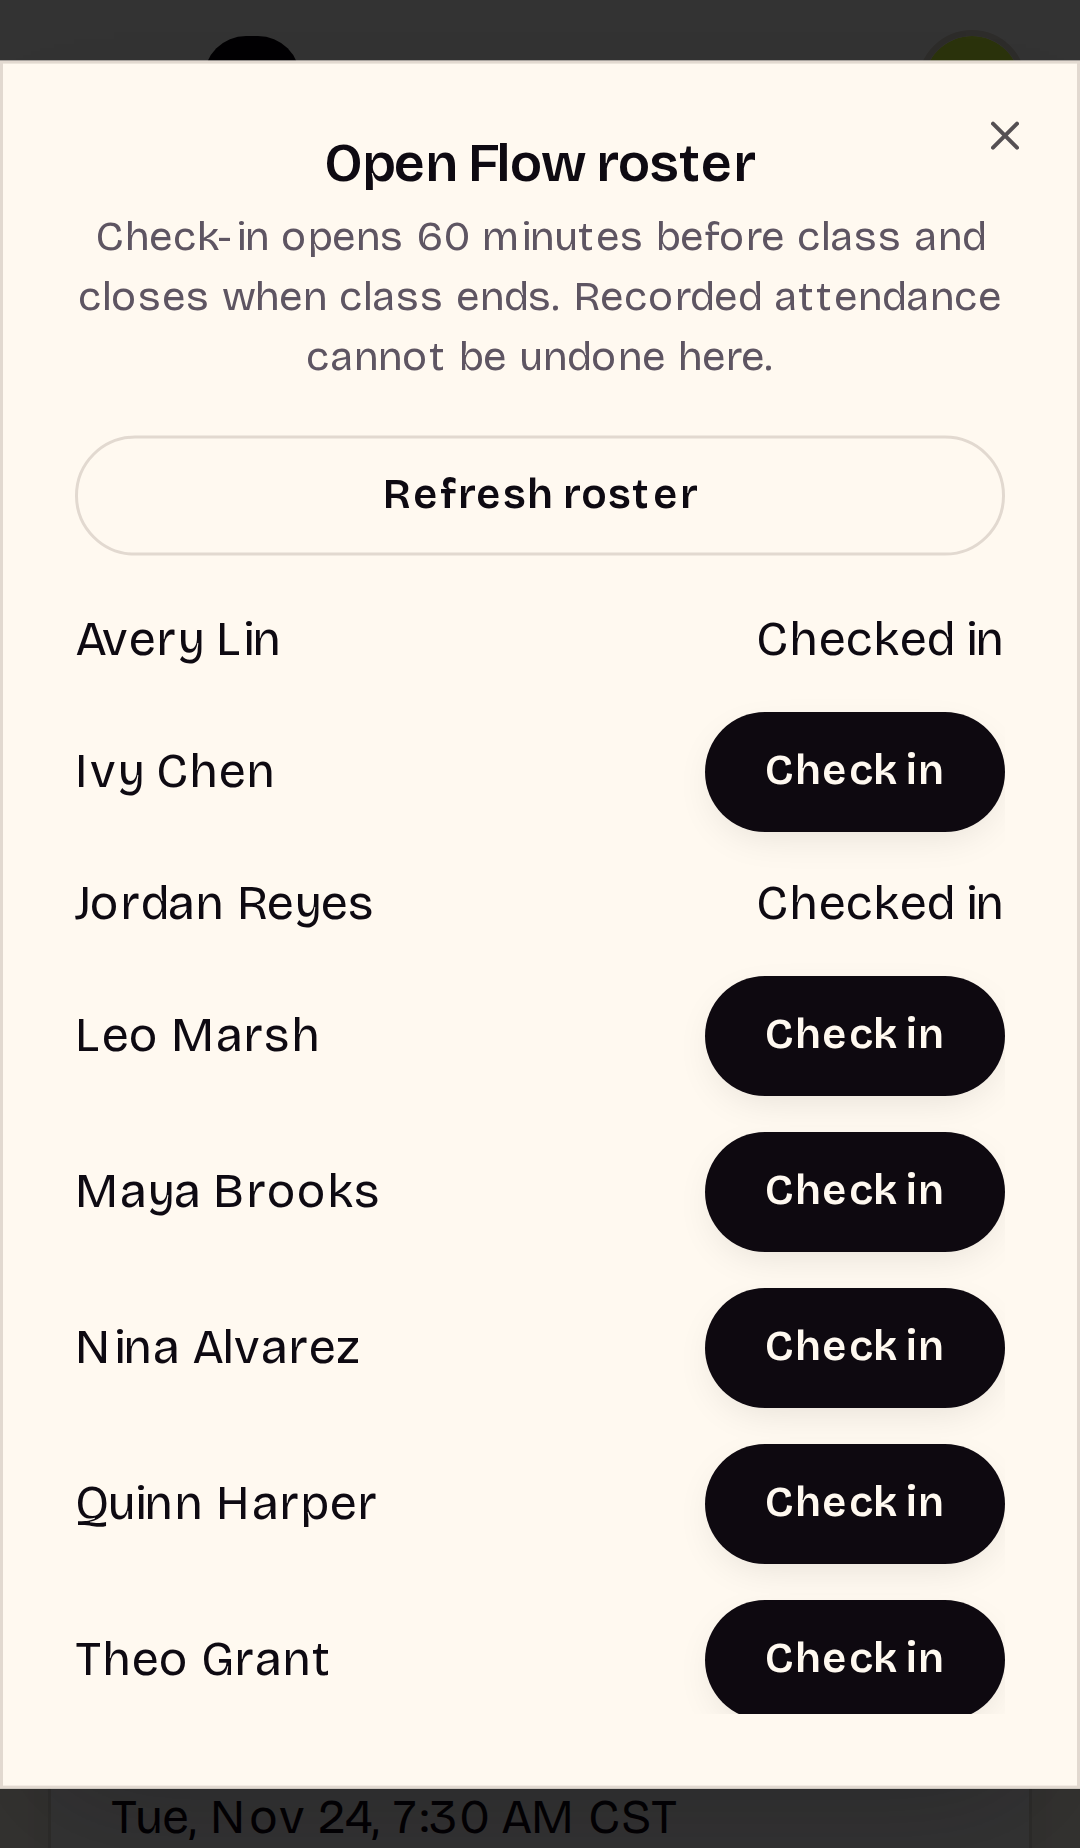 Open Flow roster
Check-in opens 60 minutes before class and
closes when class ends. Recorded attendance
cannot be undone here.
Refresh roster
Avery Lin Checked in
Ivy Chen Check in
Jordan Reyes Checked in
Leo Marsh Check in
Maya Brooks Check in
Nina Alvarez Check in
Quinn Harper Check in
Theo Grant Check in
Tue, Nov 24, 7:30 AM CST